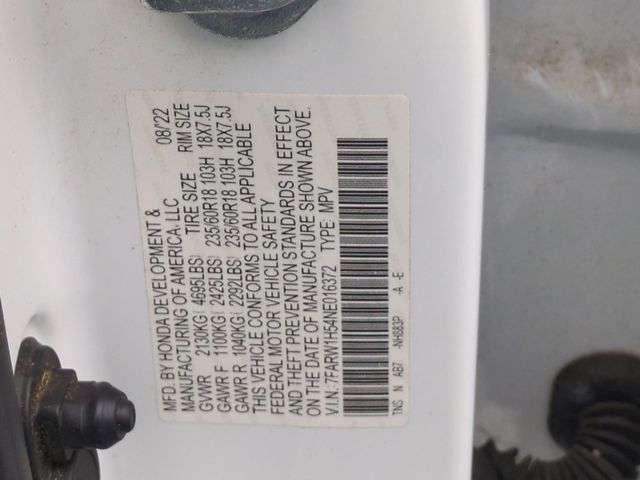 MFD. BY HONDA DEVELOPMENT & 08/'22
MANUFACTURING OF AMERICA, LLC
TIRE SIZE RIM SIZE
GVWR 2130KG( 4695LBS)
GAWR F 1100KG( 2425LBS) 235/60R18 103H 18X7.5J
GAWR R 1040KG( 2292LBS) 235/60R18 103H 18X7.5J
THIS VEHICLE CONFORMS TO ALL APPLICABLE
FEDERAL MOTOR VEHICLE SAFETY
AND THEFT PREVENTION STANDARDS IN EFFECT
ON THE DATE OF MANUFACTURE SHOWN ABOVE.
V.I.N.: 7FARW1H54NE016372 TYPE: MPV
TNS N AB7 -NH883P -A -E